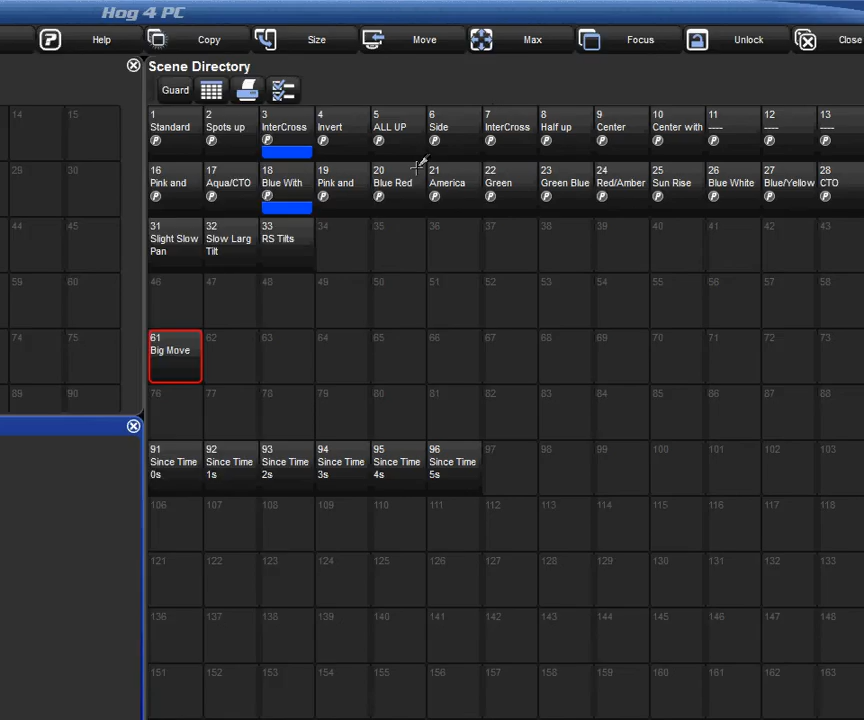 Hog 4 PC
Help Copy Size Move Max Focus Unlock Close
Scene Directory
Guard
14 15 1 2 3 4 5 6 7 8 9 10 11 12 13
Standard Spots up InterCross Invert ALL UP Side InterCross Half up Center Center with ---- ---- ----
29 30 16 17 18 19 20 21 22 23 24 25 26 27 28
Pink and Aqua/CTO Blue With Pink and Blue Red America Green Green Blue Red/Amber Sun Rise Blue White Blue/Yellow CTO
44 45 31 32 33 34 35 36 37 38 39 40 41 42 43
Slight Slow Slow Larg RS Tilts
Pan Tilt
59 60 46 47 48 49 50 51 52 53 54 55 56 57 58
74 75 61 62 63 64 65 66 67 68 69 70 71 72 73
Big Move
89 90 76 77 78 79 80 81 82 83 84 85 86 87 88
91 92 93 94 95 96 97 98 99 100 101 102 103
Since Time Since Time Since Time Since Time Since Time Since Time
0s 1s 2s 3s 4s 5s
106 107 108 109 110 111 112 113 114 115 116 117 118
121 122 123 124 125 126 127 128 129 130 131 132 133
136 137 138 139 140 141 142 143 144 145 146 147 148
151 152 153 154 155 156 157 158 159 160 161 162 163